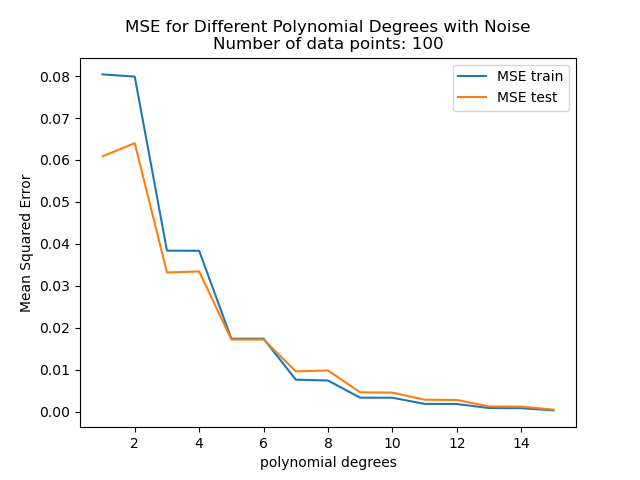 MSE for Different Polynomial Degrees with Noise
Number of data points: 100
MSE train
MSE test
0.08
0.07
0.06
0.05
0.04
0.03
0.02
0.01
0.00
Mean Squared Error
2 4 6 8 10 12 14
polynomial degrees